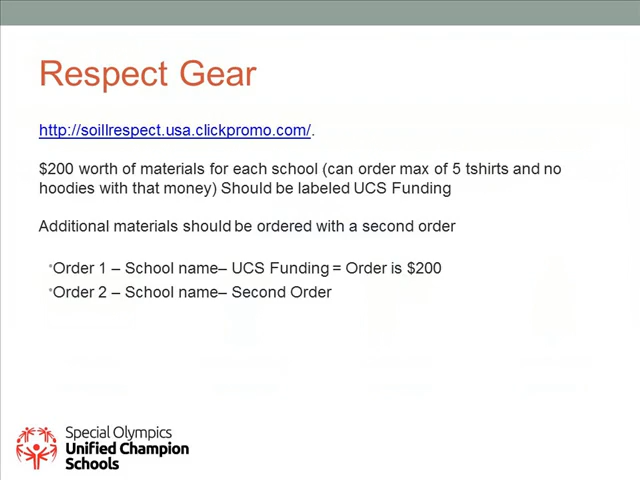 Respect Gear
http://soillrespect.usa.clickpromo.com/.
$200 worth of materials for each school (can order max of 5 tshirts and no
hoodies with that money) Should be labeled UCS Funding
Additional materials should be ordered with a second order
•Order 1 – School name– UCS Funding = Order is $200
•Order 2 – School name– Second Order
Special Olympics
Unified Champion
Schools